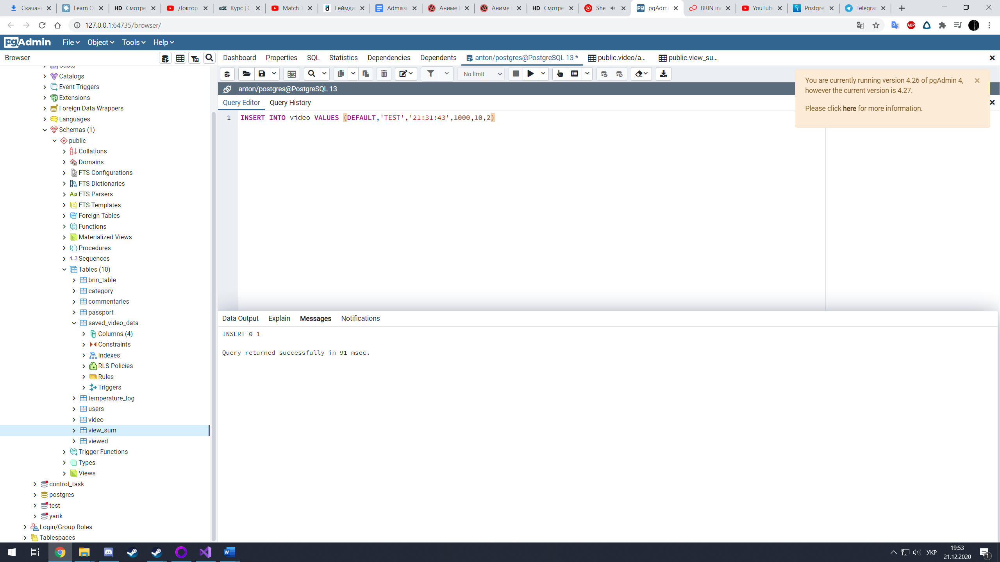 Скачан
Learn O
HD Смотре
Доктор
edX Курс | C
Match 3
Геймди
Admissi
Аниме
Аниме
HD Смотре
She
pgAdmi
BRIN in
YouTub
Postgre
Telegra
127.0.0.1:64735/browser/
ABP
pgAdmin File Object Tools Help
Browser
Dashboard Properties SQL Statistics Dependencies Dependents anton/postgres@PostgreSQL 13 * public.video/a... public.view_su...
No limit
anton/postgres@PostgreSQL 13
Query Editor Query History
You are currently running version 4.26 of pgAdmin 4,
however the current version is 4.27.
Please click here for more information.
1 INSERT INTO video VALUES (DEFAULT,'TEST','21:31:43',1000,10,2)
Casts
Catalogs
Event Triggers
Extensions
Foreign Data Wrappers
Languages
Schemas (1)
public
Collations
Domains
FTS Configurations
FTS Dictionaries
Aa FTS Parsers
FTS Templates
Foreign Tables
Functions
Materialized Views
Procedures
1..3 Sequences
Tables (10)
brin_table
category
commentaries
passport
saved_video_data
Columns (4)
Constraints
Indexes
RLS Policies
Rules
Triggers
temperature_log
users
video
view_sum
viewed
Trigger Functions
Types
Views
control_task
postgres
test
yarik
Login/Group Roles
Tablespaces
Data Output Explain Messages Notifications
INSERT 0 1
Query returned successfully in 91 msec.
УКР
19:53
21.12.2020
1